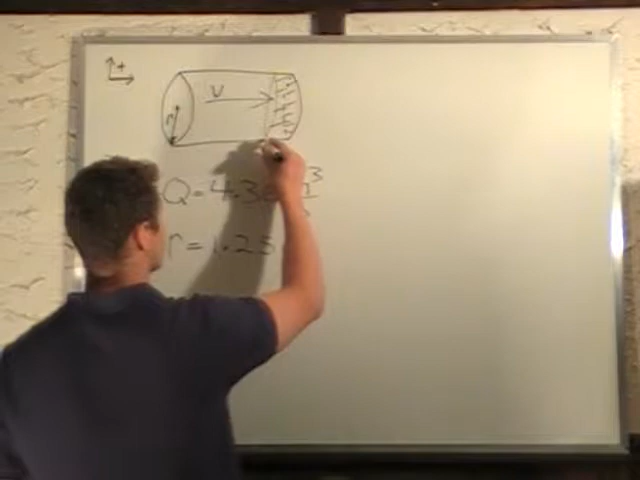 +
V
r
Q = 4.3
r = 1.25